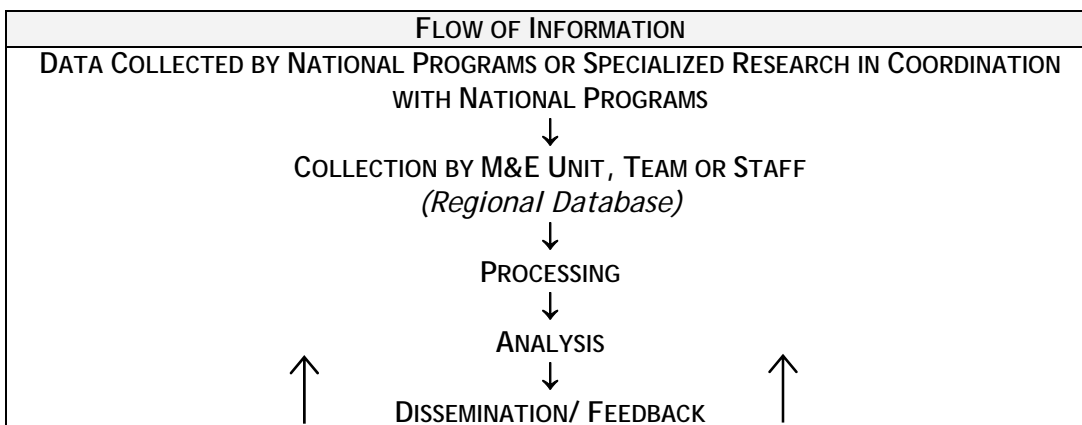 FLOW OF INFORMATION
DATA COLLECTED BY NATIONAL PROGRAMS OR SPECIALIZED RESEARCH IN COORDINATION
WITH NATIONAL PROGRAMS
↓
COLLECTION BY M&E UNIT, TEAM OR STAFF
(Regional Database)
↓
PROCESSING
↓
ANALYSIS
↓
DISSEMINATION/ FEEDBACK